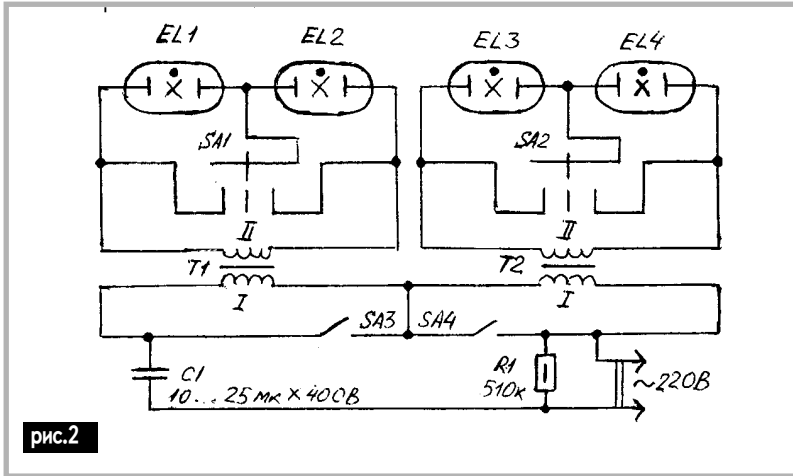 EL1 EL2 EL3 EL4
SA1 SA2
II II
T1 T2
I I
SA3 SA4
C1 R1
10...25мк × 400В 510к ~220В
рис.2